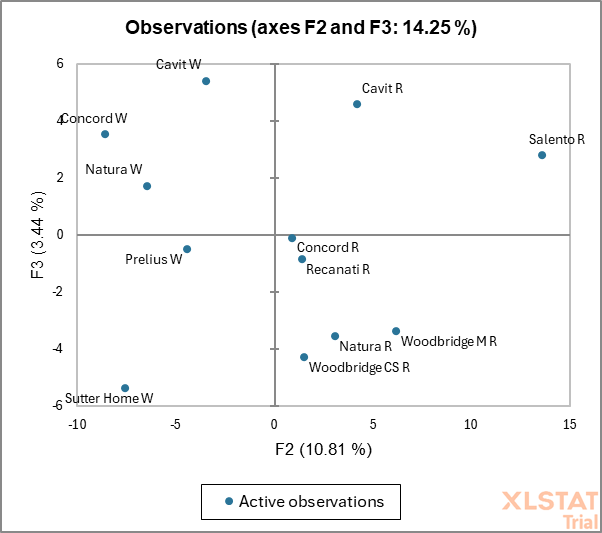 Observations (axes F2 and F3: 14.25 %)
6
Cavit W
Cavit R
4
Concord W
Salento R
2
Natura W
0
Concord R
Prelius W
Recanati R
-2
Natura R
Woodbridge M R
-4
Woodbridge CS R
Sutter Home W
-6
-10
-5
0
5
10
15
F3 (3.44 %)
F2 (10.81 %)
Active observations
XLSTAT
Trial